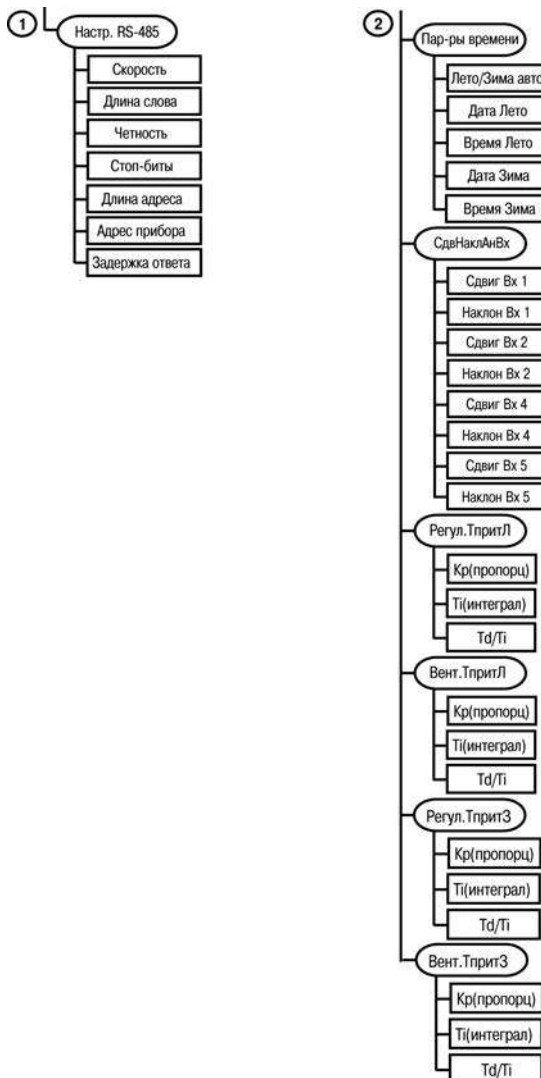 1
Настр. RS-485
Скорость
Длина слова
Четность
Стоп-биты
Длина адреса
Адрес прибора
Задержка ответа
2
Пар-ры времени
Лето/Зима авто
Дата Лето
Время Лето
Дата Зима
Время Зима
СдвНаклАнВх
Сдвиг Вх 1
Наклон Вх 1
Сдвиг Вх 2
Наклон Вх 2
Сдвиг Вх 4
Наклон Вх 4
Сдвиг Вх 5
Наклон Вх 5
Регул.ТпритЛ
Кр(пропорц)
Ti(интеграл)
Td/Ti
Вент.ТпритЛ
Кр(пропорц)
Ti(интеграл)
Td/Ti
Регул.ТпритЗ
Кр(пропорц)
Ti(интеграл)
Td/Ti
Вент.ТпритЗ
Кр(пропорц)
Ti(интеграл)
Td/Ti